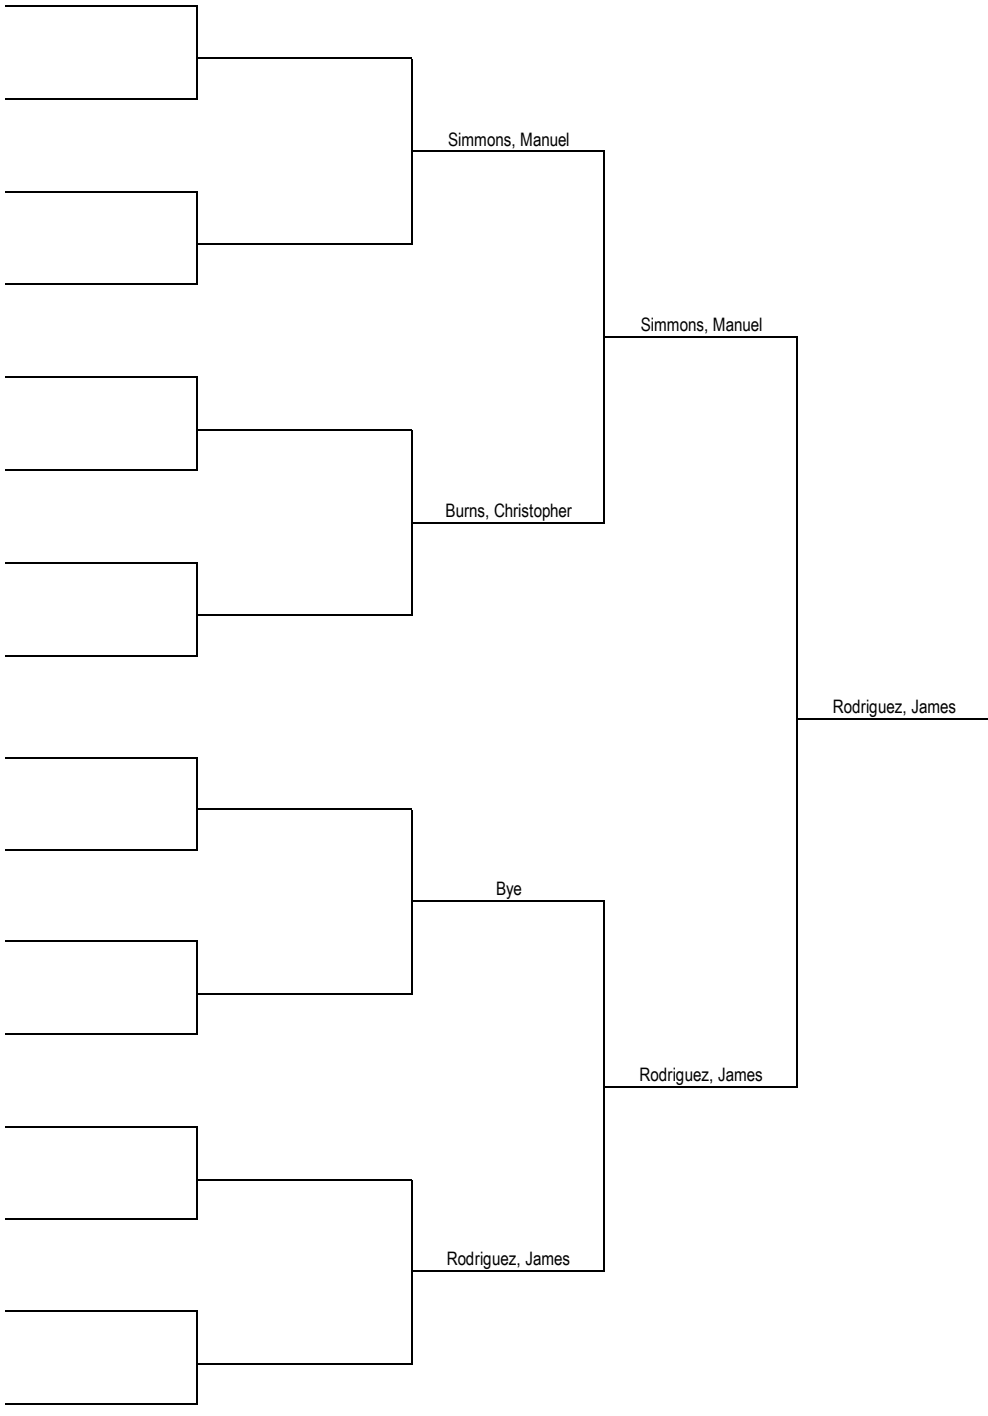 Simmons, Manuel
Simmons, Manuel
Burns, Christopher
Rodriguez, James
Bye
Rodriguez, James
Rodriguez, James